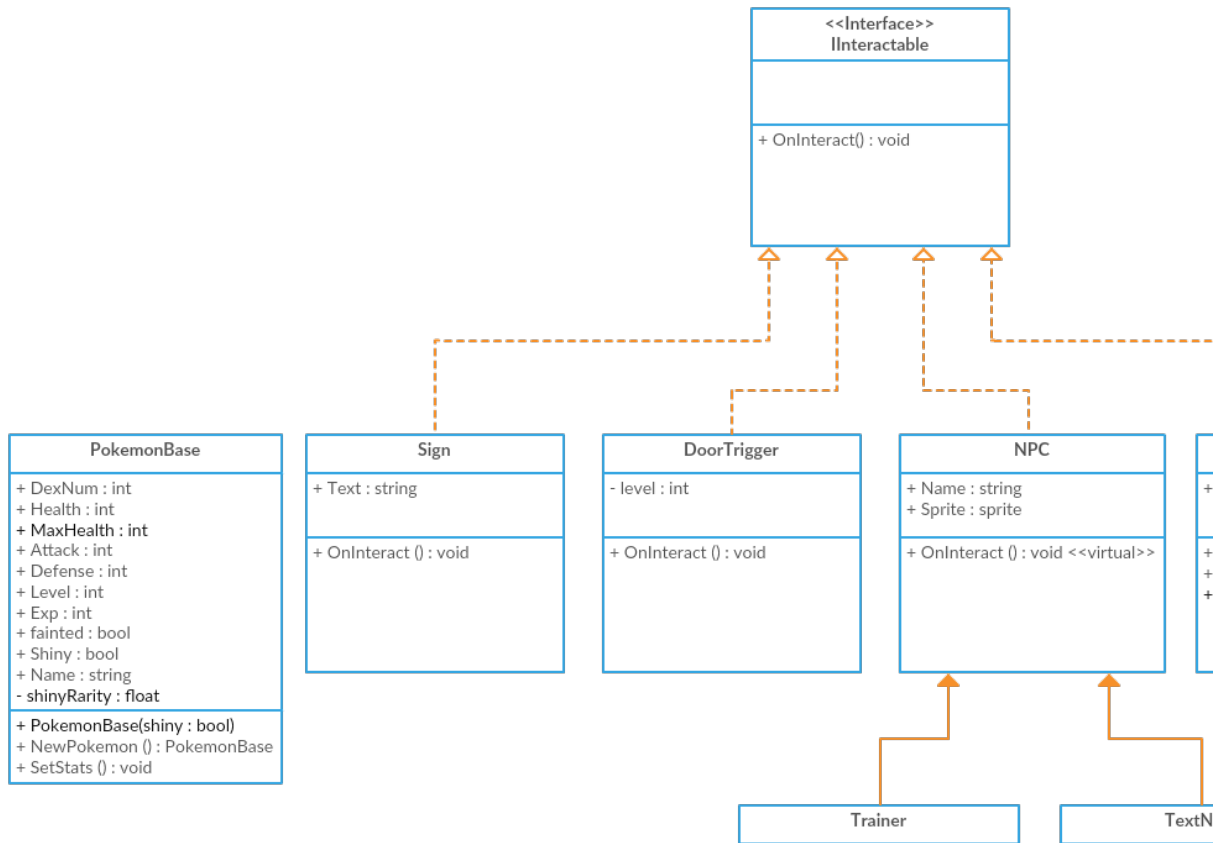 <<Interface>>
IInteractable
+ OnInteract() : void
PokemonBase
+ DexNum : int
+ Health : int
+ MaxHealth : int
+ Attack : int
+ Defense : int
+ Level : int
+ Exp : int
+ fainted : bool
+ Shiny : bool
+ Name : string
- shinyRarity : float
+ PokemonBase(shiny : bool)
+ NewPokemon () : PokemonBase
+ SetStats () : void
Sign
+ Text : string
+ OnInteract () : void
DoorTrigger
- level : int
+ OnInteract () : void
NPC
+ Name : string
+ Sprite : sprite
+ OnInteract () : void <<virtual>>
+
+
+
+
Trainer
TextN